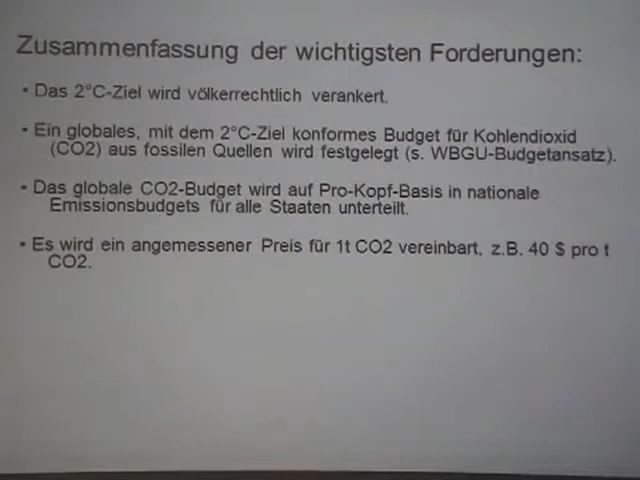 Zusammenfassung der wichtigsten Forderungen:
• Das 2°C-Ziel wird völkerrechtlich verankert.
• Ein globales, mit dem 2°C-Ziel konformes Budget für Kohlendioxid
(CO2) aus fossilen Quellen wird festgelegt (s. WBGU-Budgetansatz).
• Das globale CO2-Budget wird auf Pro-Kopf-Basis in nationale
Emissionsbudgets für alle Staaten unterteilt.
• Es wird ein angemessener Preis für 1t CO2 vereinbart, z.B. 40 $ pro t
CO2.